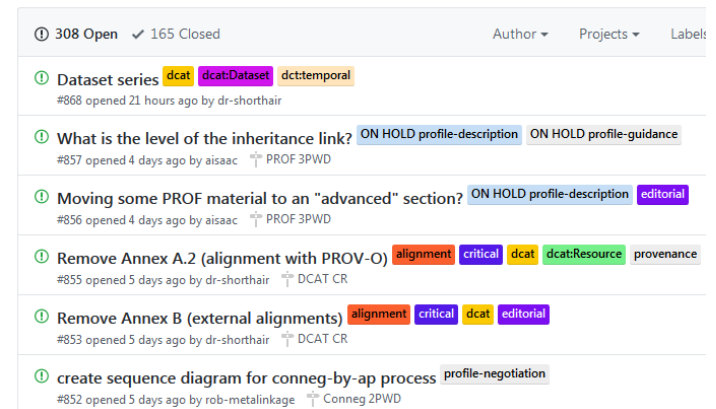 308 Open 165 Closed Author Projects Labels
Dataset series dcat dcat:Dataset dct:temporal
#868 opened 21 hours ago by dr-shorthair
What is the level of the inheritance link? ON HOLD profile-description ON HOLD profile-guidance
#857 opened 4 days ago by aisaac PROF 3PWD
Moving some PROF material to an "advanced" section? ON HOLD profile-description editorial
#856 opened 4 days ago by aisaac PROF 3PWD
Remove Annex A.2 (alignment with PROV-O) alignment critical dcat dcat:Resource provenance
#855 opened 5 days ago by dr-shorthair DCAT CR
Remove Annex B (external alignments) alignment critical dcat editorial
#853 opened 5 days ago by dr-shorthair DCAT CR
create sequence diagram for conneg-by-ap process profile-negotiation
#852 opened 5 days ago by rob-metalinkage Conneg 2PWD